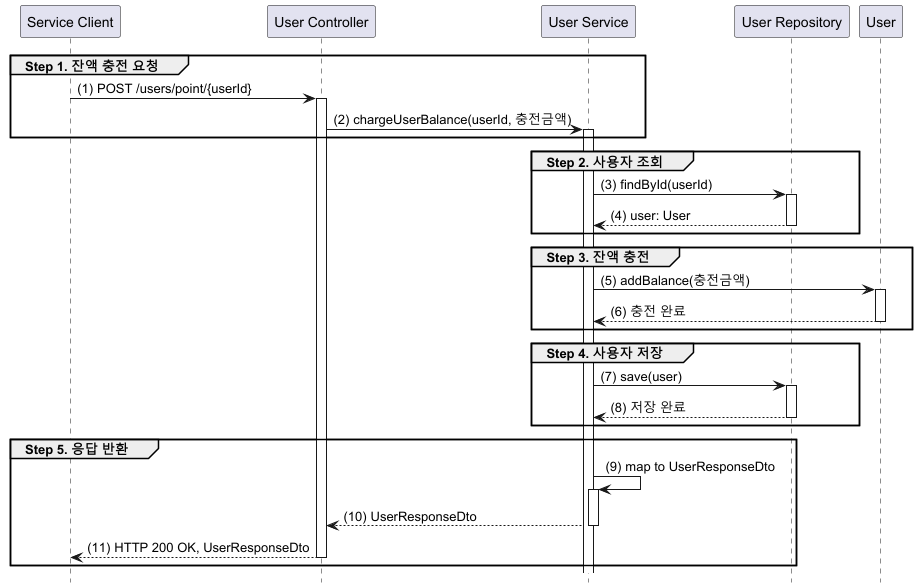 Service Client
User Controller
User Service
User Repository
User
Step 1. 잔액 충전 요청
(1) POST /users/point/{userId}
(2) chargeUserBalance(userId, 충전금액)
Step 2. 사용자 조회
(3) findById(userId)
(4) user: User
Step 3. 잔액 충전
(5) addBalance(충전금액)
(6) 충전 완료
Step 4. 사용자 저장
(7) save(user)
(8) 저장 완료
Step 5. 응답 반환
(9) map to UserResponseDto
(10) UserResponseDto
(11) HTTP 200 OK, UserResponseDto